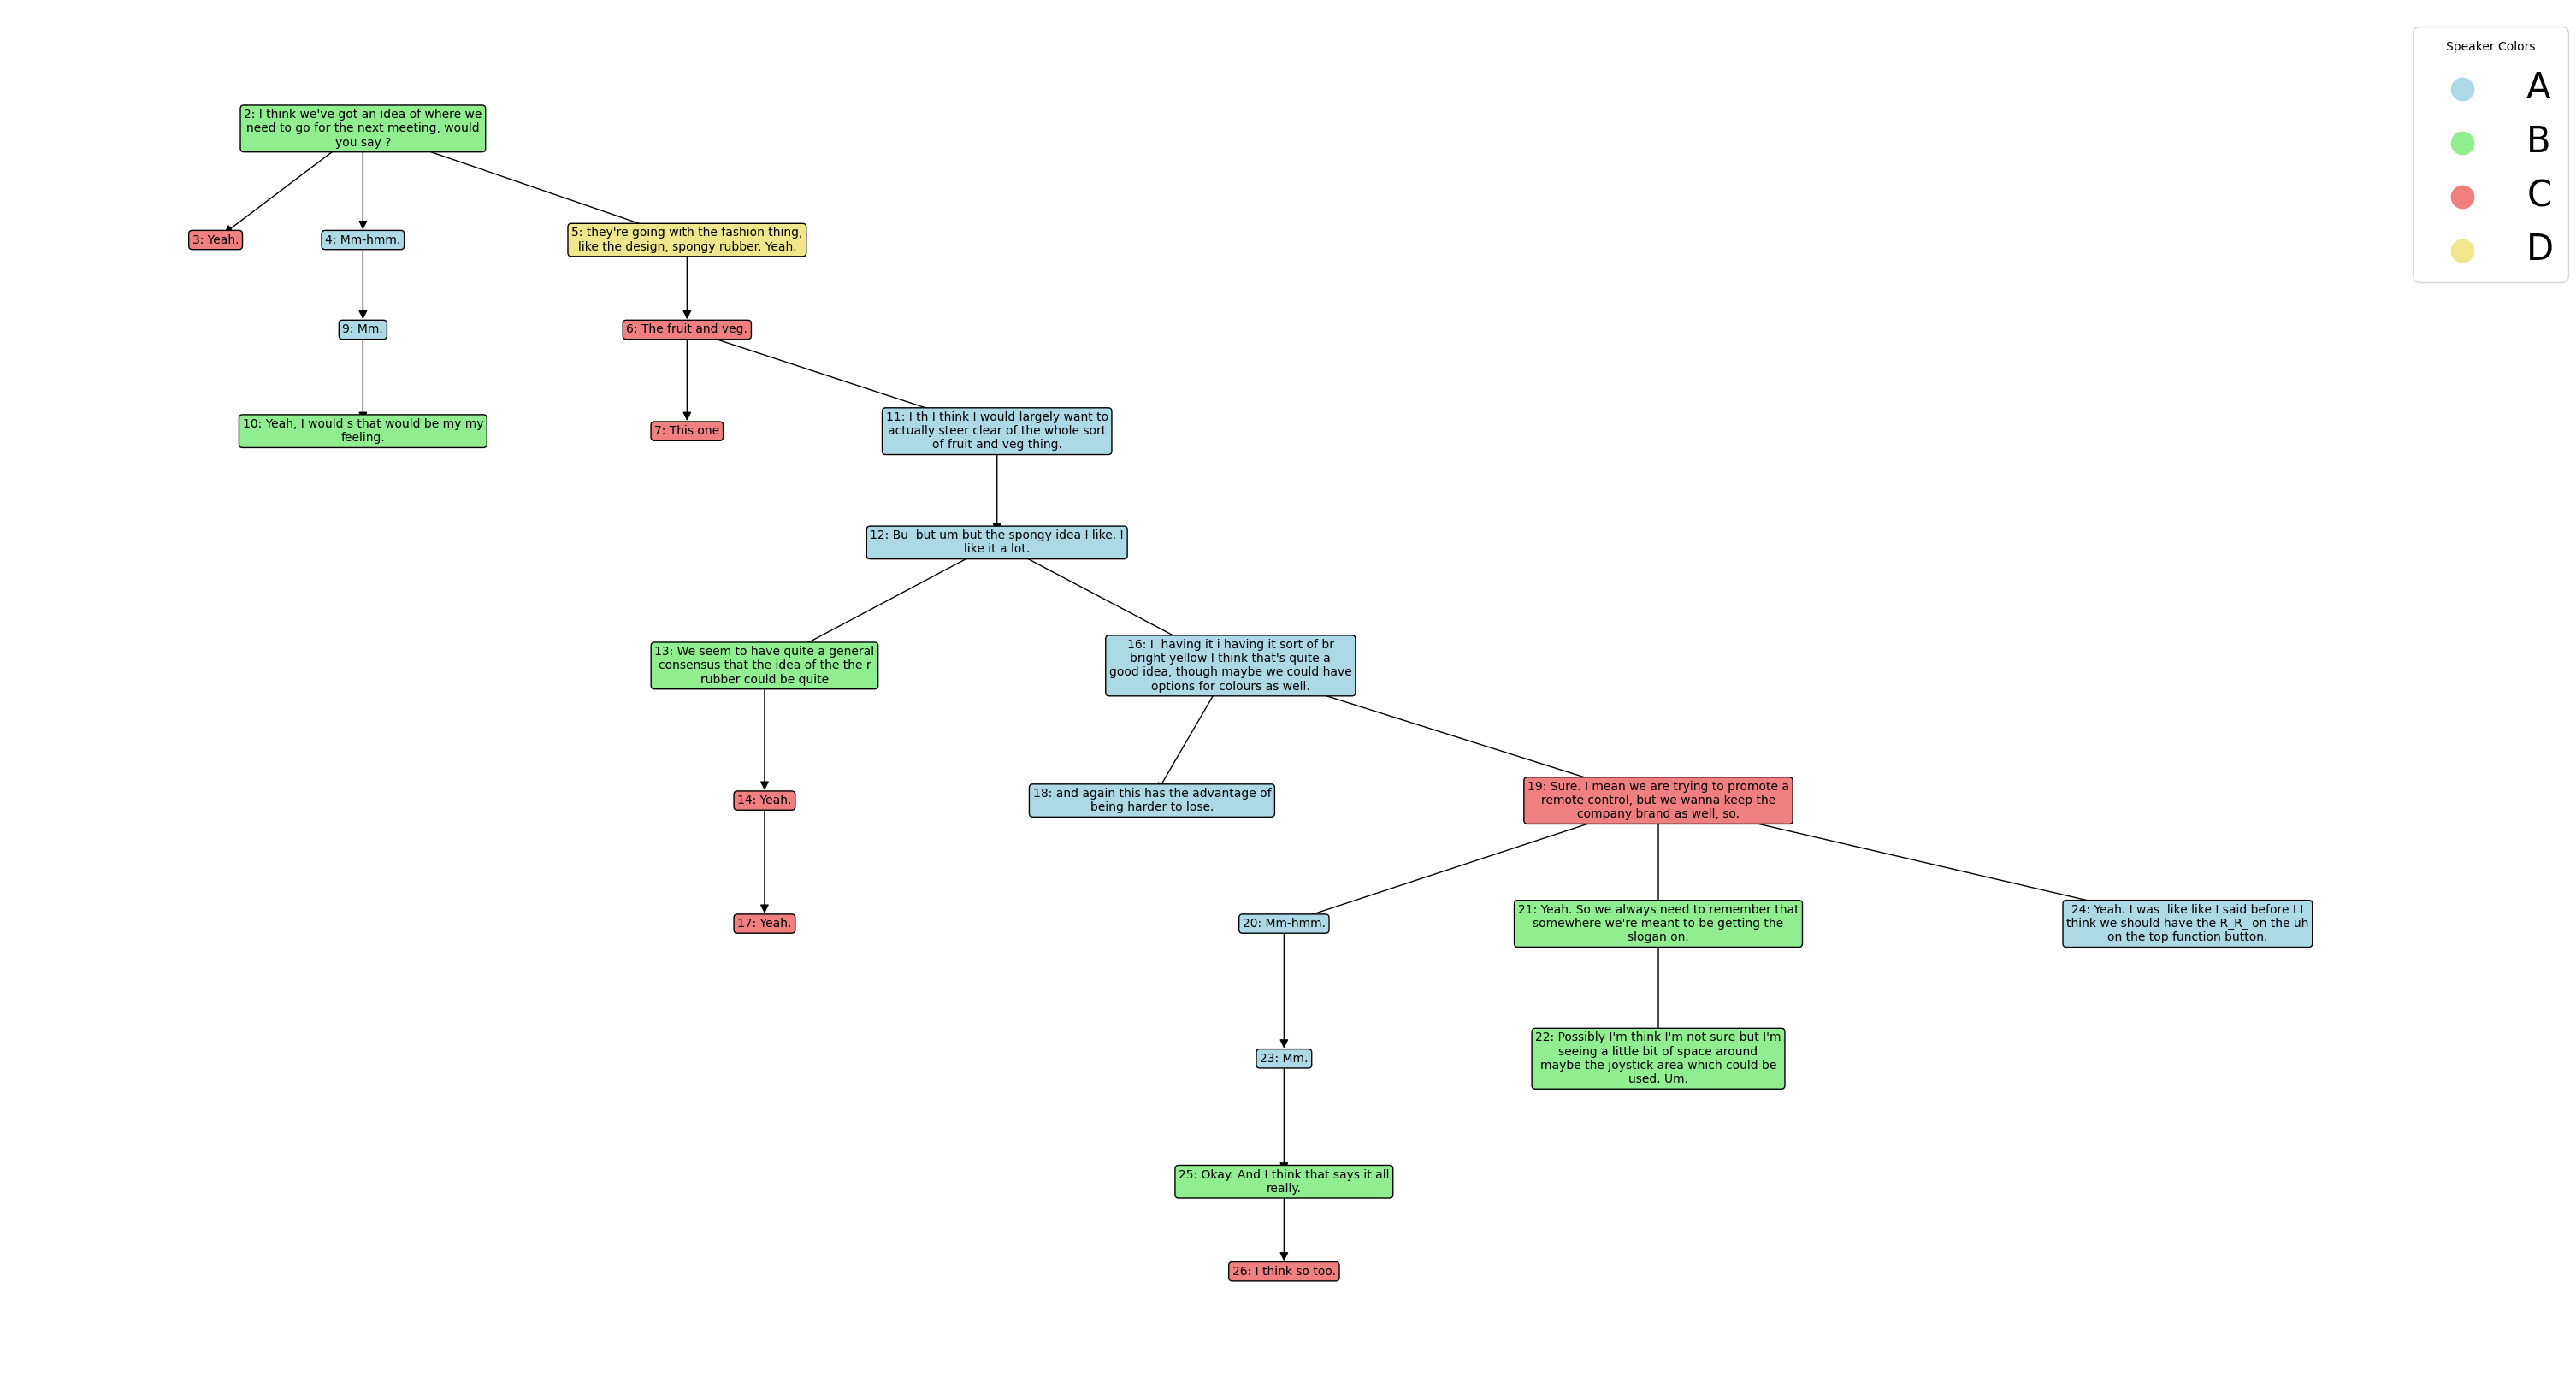 Speaker Colors
A
B
C
D
2: I think we've got an idea of where we
need to go for the next meeting, would
you say ?
3: Yeah.
4: Mm-hmm.
5: they're going with the fashion thing,
like the design, spongy rubber. Yeah.
9: Mm.
6: The fruit and veg.
10: Yeah, I would s that would be my my
feeling.
7: This one
11: I th I think I would largely want to
actually steer clear of the whole sort
of fruit and veg thing.
12: Bu  but um but the spongy idea I like. I
like it a lot.
13: We seem to have quite a general
consensus that the idea of the the r
rubber could be quite
16: I  having it i having it sort of br
bright yellow I think that's quite a
good idea, though maybe we could have
options for colours as well.
14: Yeah.
18: and again this has the advantage of
being harder to lose.
19: Sure. I mean we are trying to promote a
remote control, but we wanna keep the
company brand as well, so.
17: Yeah.
20: Mm-hmm.
21: Yeah. So we always need to remember that
somewhere we're meant to be getting the
slogan on.
24: Yeah. I was  like like I said before I I
think we should have the R_R_ on the uh
on the top function button.
23: Mm.
22: Possibly I'm think I'm not sure but I'm
seeing a little bit of space around
maybe the joystick area which could be
used. Um.
25: Okay. And I think that says it all
really.
26: I think so too.